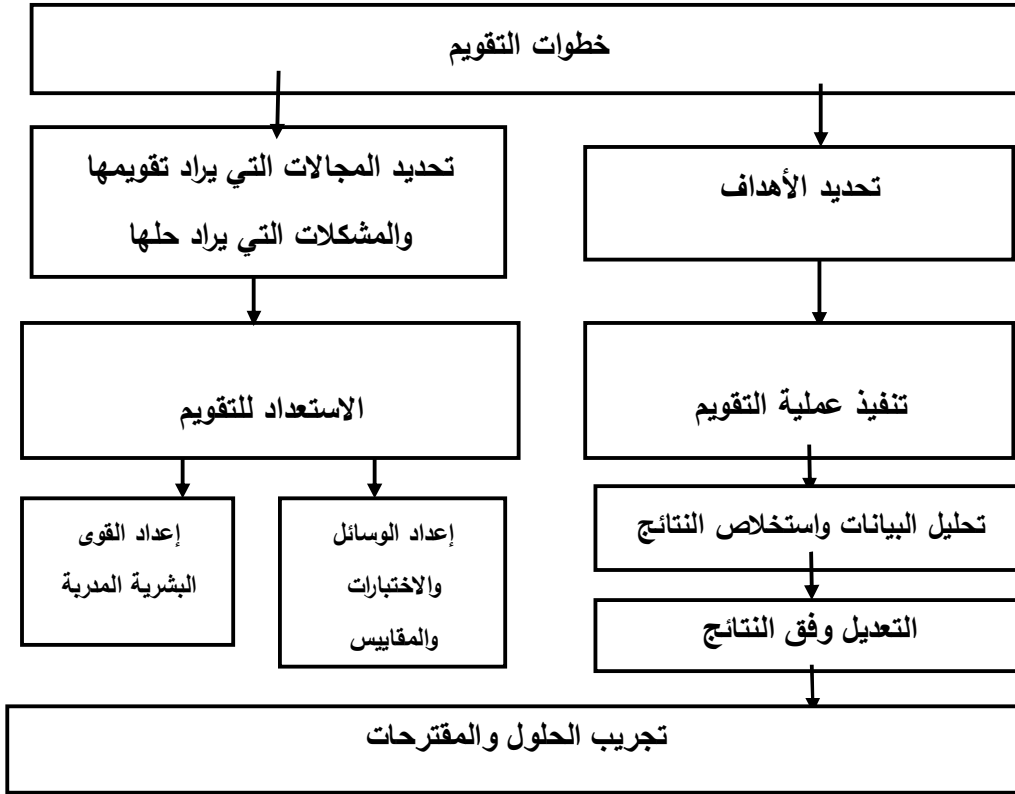 خطوات التقويم
تحديد الأهداف
تحديد المجالات التي يراد تقويمها
والمشكلات التي يراد حلها
تنفيذ عملية التقويم
الاستعداد للتقويم
تحليل البيانات واستخلاص النتائج
التعديل وفق النتائج
إعداد الوسائل
والاختبارات
والمقاييس
إعداد القوى
البشرية المدربة
تجريب الحلول والمقترحات